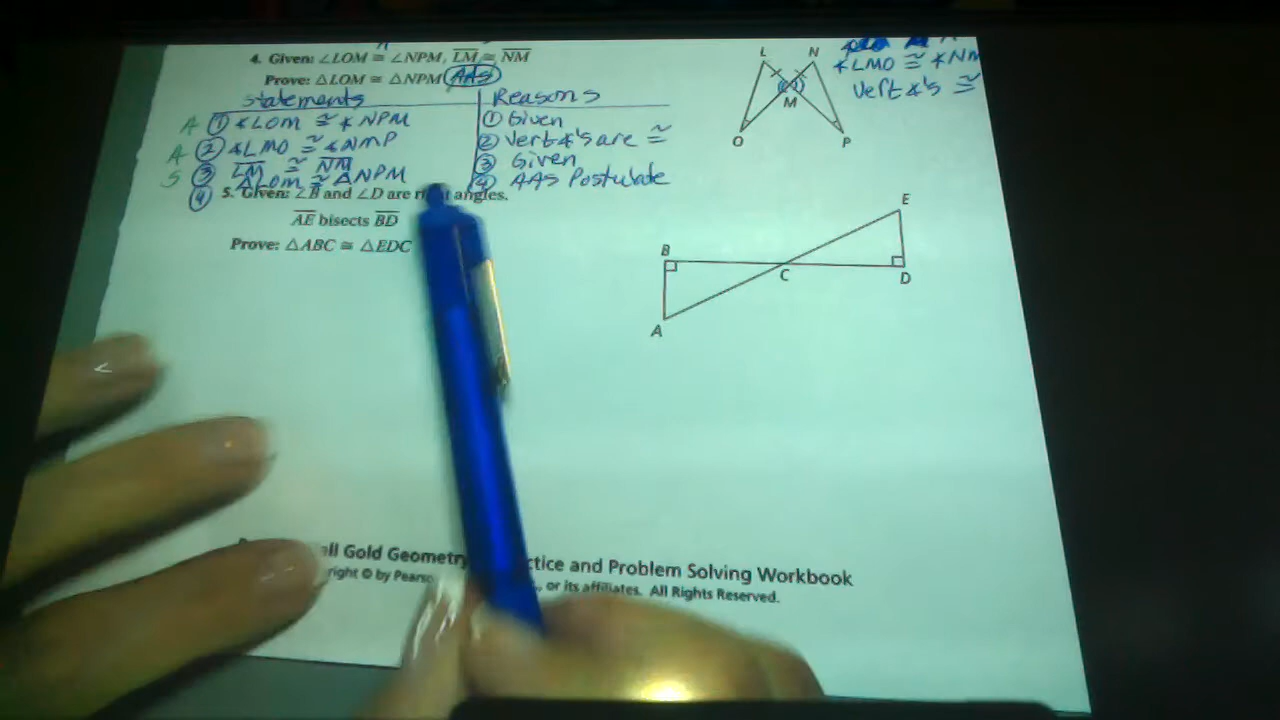 4. Given: ∠LOM ≅ ∠NPM, LM ≅ NM
Prove: △LOM ≅ △NPM AAS
Statements Reasons
A ① ∡LOM ≅ ∡NPM ① Given
A ② ∡LMO ≅ ∡NMP ② Vert ∡'s are ≅
S ③ LM ≅ NM ③ Given
④ △LOM ≅ △NPM ④ AAS Postulate
L N
M
O P
∡LMO ≅ ∡NM
Vert ∡'s ≅
5. Given: ∠B and ∠D are right angles.
AE bisects BD
Prove: △ABC ≅ △EDC
E
B
C D
A
<
all Gold Geometry
and Problem Solving Workbook
or its affiliates. All Rights Reserved.